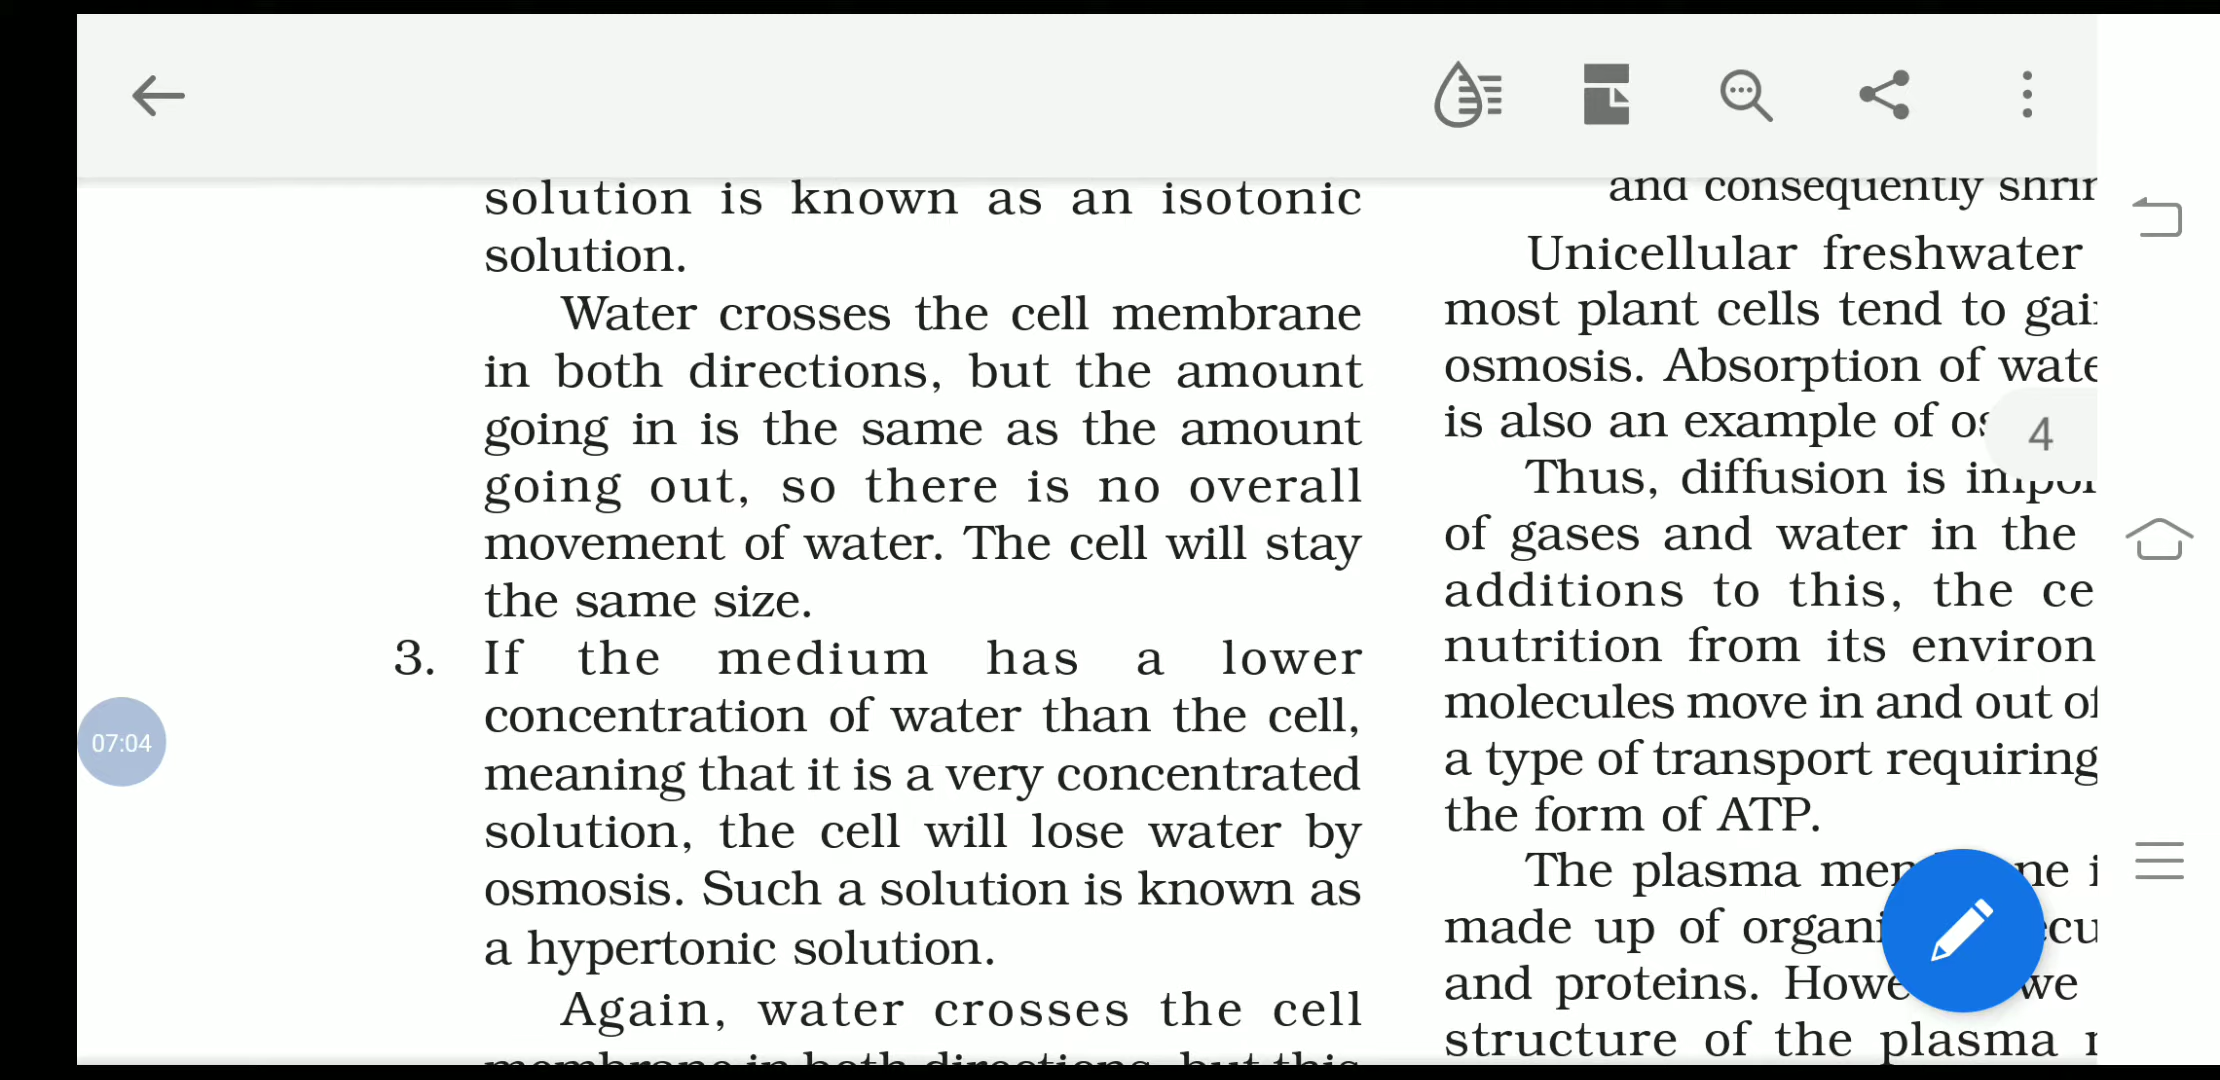 solution is known as an isotonic
solution.
Water crosses the cell membrane
in both directions, but the amount
going in is the same as the amount
going out, so there is no overall
movement of water. The cell will stay
the same size.
3. If the medium has a lower
concentration of water than the cell,
meaning that it is a very concentrated
solution, the cell will lose water by
osmosis. Such a solution is known as
a hypertonic solution.
Again, water crosses the cell
membrane in both directions, but this
and consequently
Unicellular freshwater
most plant cells tend to
osmosis. Absorption of
is also an example of
4
Thus, diffusion is
of gases and water in the
additions to this, the
nutrition from its
molecules move in and out
a type of transport requiring
the form of ATP.
The plasma
made up of
and proteins. we
structure of the plasma
07:04